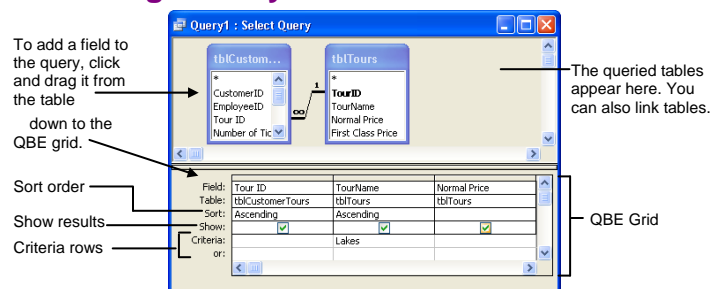 Query1 : Select Query
To add a field to
the query, click
and drag it from
the table
down to the
QBE grid.
tblCustom...
*
CustomerID
EmployeeID
Tour ID
Number of Tic
∞
1
tblTours
*
TourID
TourName
Normal Price
First Class Price
The queried tables
appear here. You
can also link tables.
Sort order
Show results
Criteria rows
Field: Tour ID TourName Normal Price
Table: tblCustomerTours tblTours tblTours
Sort: Ascending Ascending
Show:
Criteria: Lakes
or:
QBE Grid